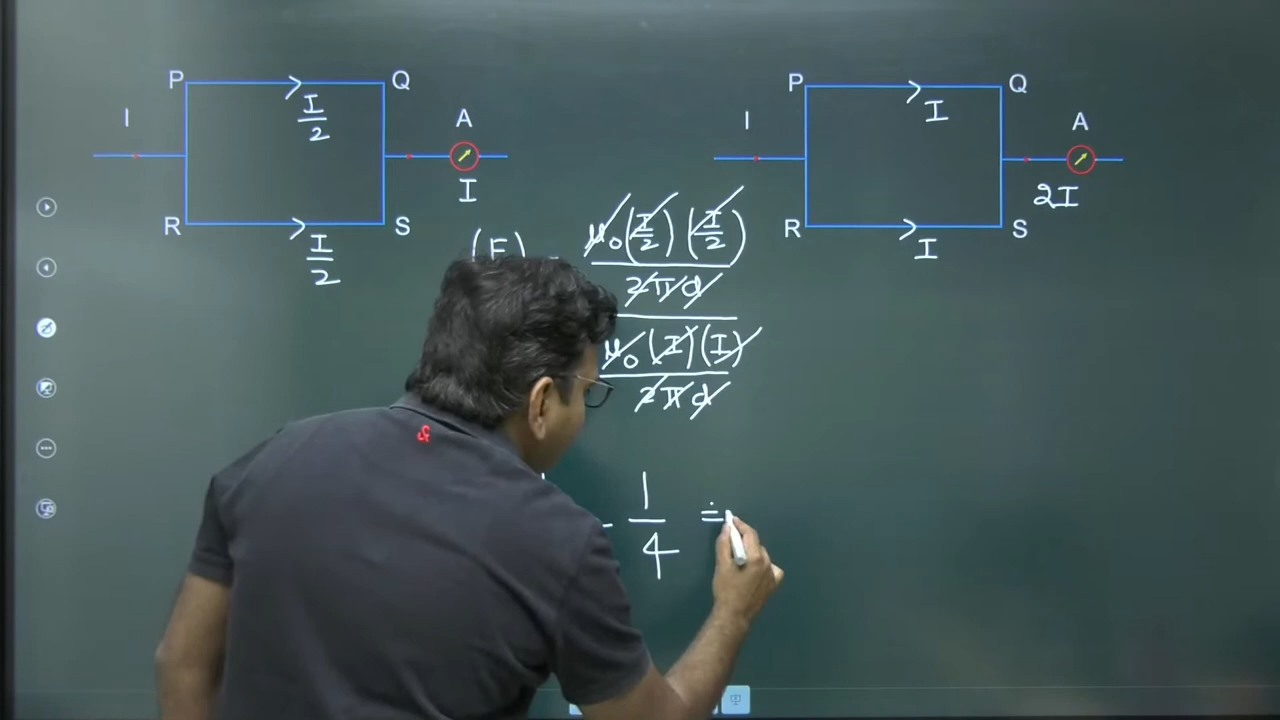 P Q
I A
I/2
I
R S
I/2
P Q
I A
I
2I
R S
I
(F) = μ₀(I/2)(I/2)
2πd
μ₀(I)(I)
2πd
1/4 =